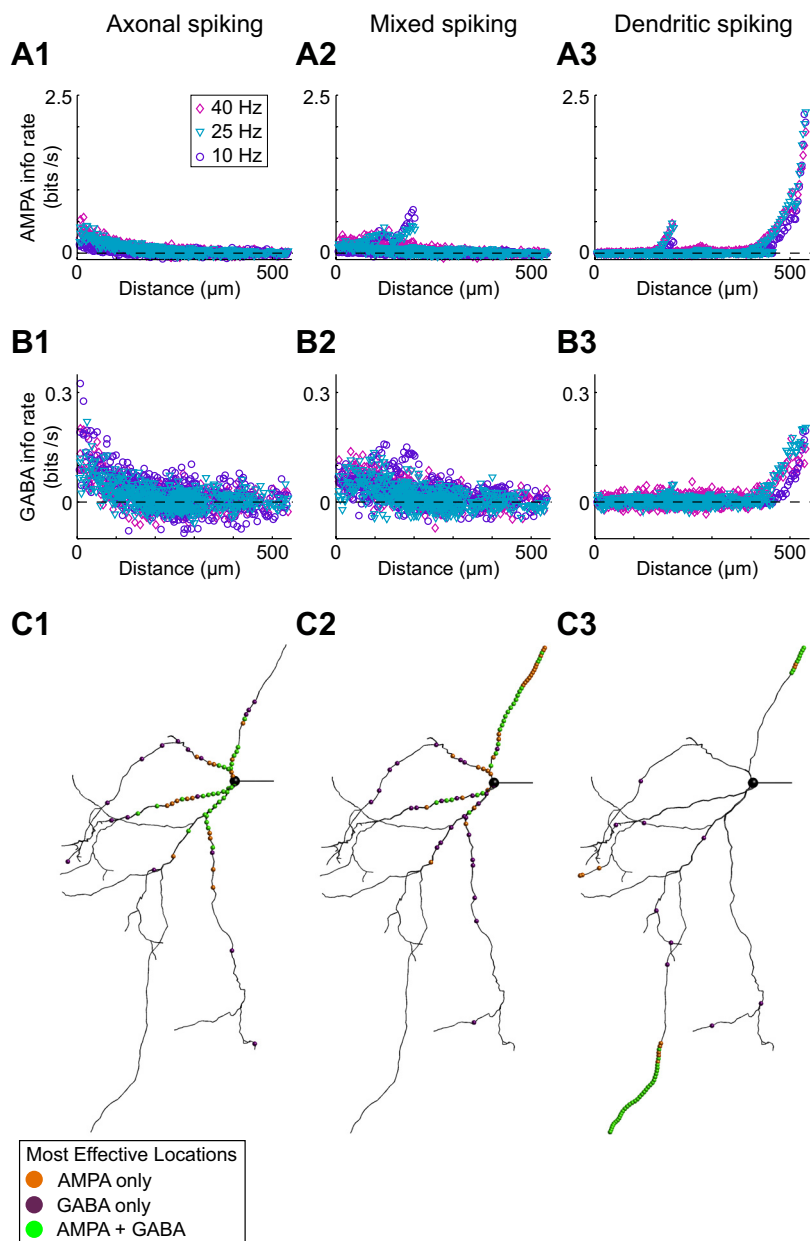 Axonal spiking Mixed spiking Dendritic spiking
A1 A2 A3
2.5 2.5 2.5
40 Hz
25 Hz
10 Hz
AMPA info rate
(bits /s)
0 0 0
0 500 0 500 0 500
Distance (µm) Distance (µm) Distance (µm)
B1 B2 B3
0.3 0.3 0.3
GABA info rate
(bits /s)
0 0 0
0 500 0 500 0 500
Distance (µm) Distance (µm) Distance (µm)
C1 C2 C3
Most Effective Locations
AMPA only
GABA only
AMPA + GABA